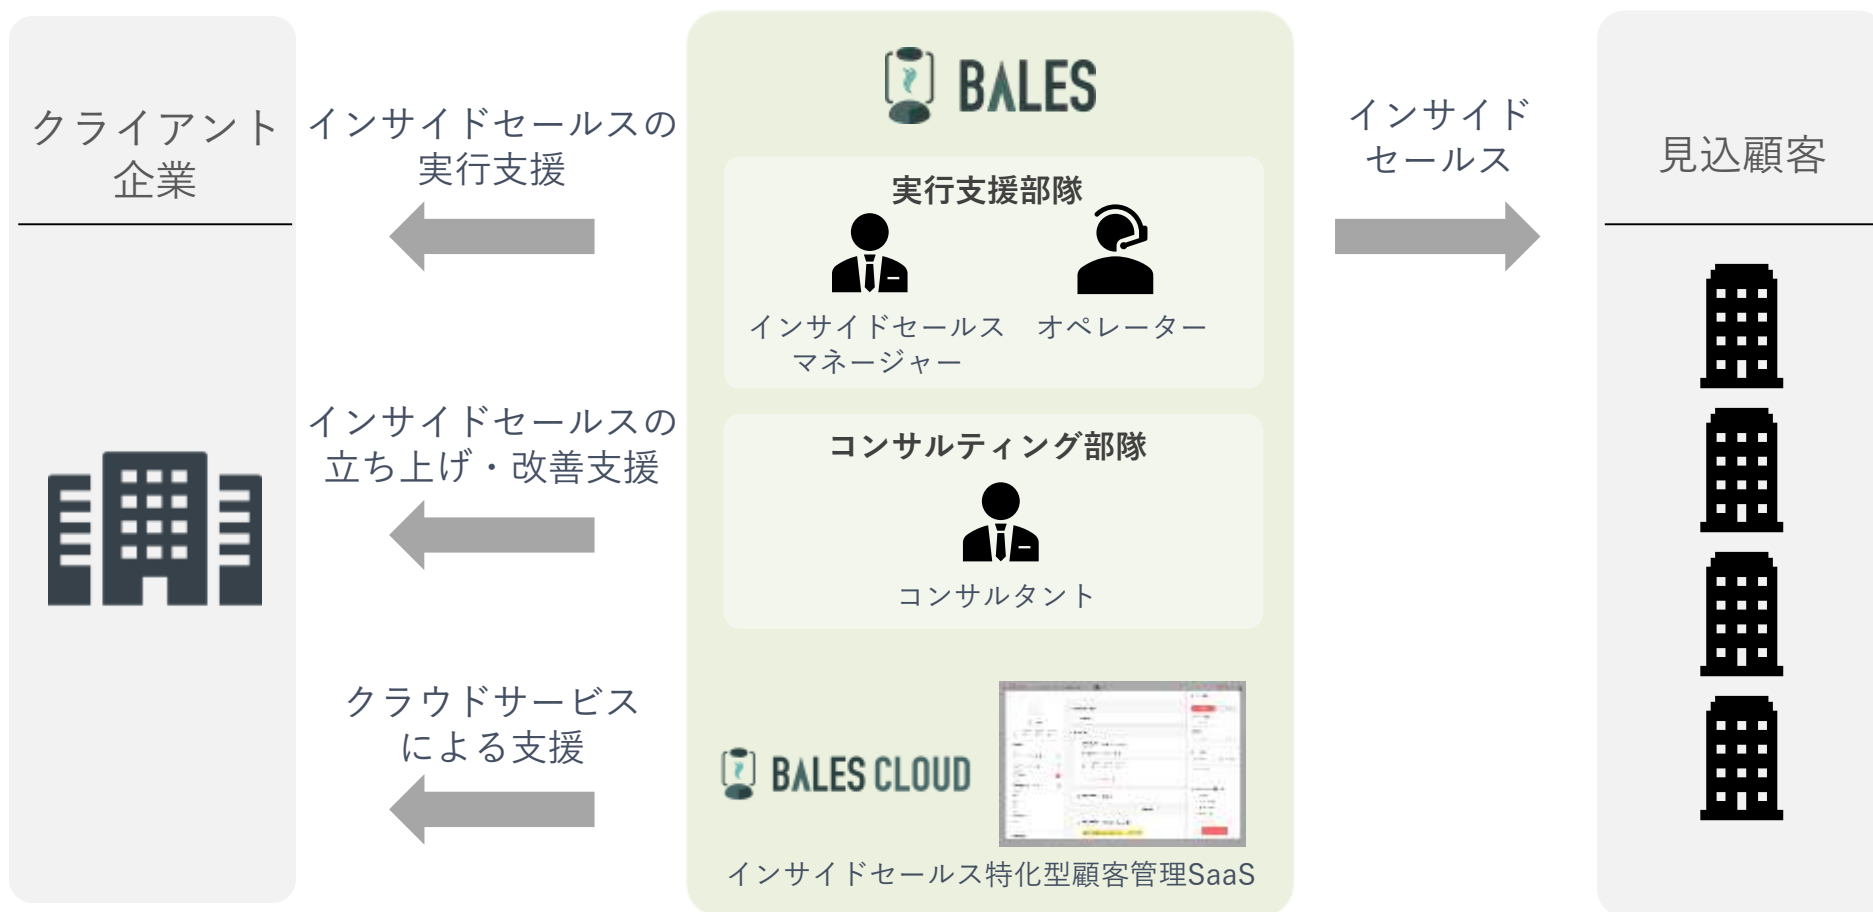 クライアント
企業
インサイドセールスの
実行支援
インサイドセールスの
立ち上げ・改善支援
クラウドサービス
による支援
BALES
実行支援部隊
インサイドセールス
マネージャー
オペレーター
コンサルティング部隊
コンサルタント
BALES CLOUD
インサイドセールス特化型顧客管理SaaS
インサイド
セールス
見込顧客